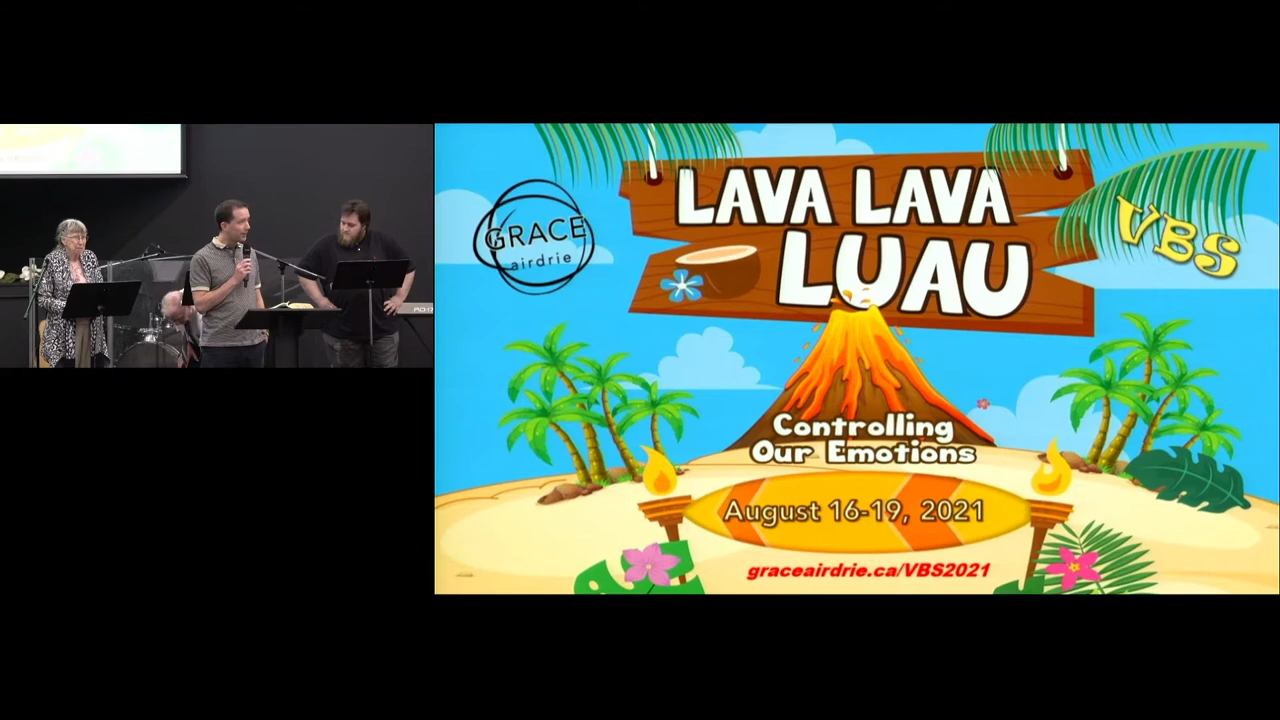 GRACE
airdrie
LAVA LAVA
LUAU
VBS
Controlling
Our Emotions
August 16-19, 2021
graceairdrie.ca/VBS2021